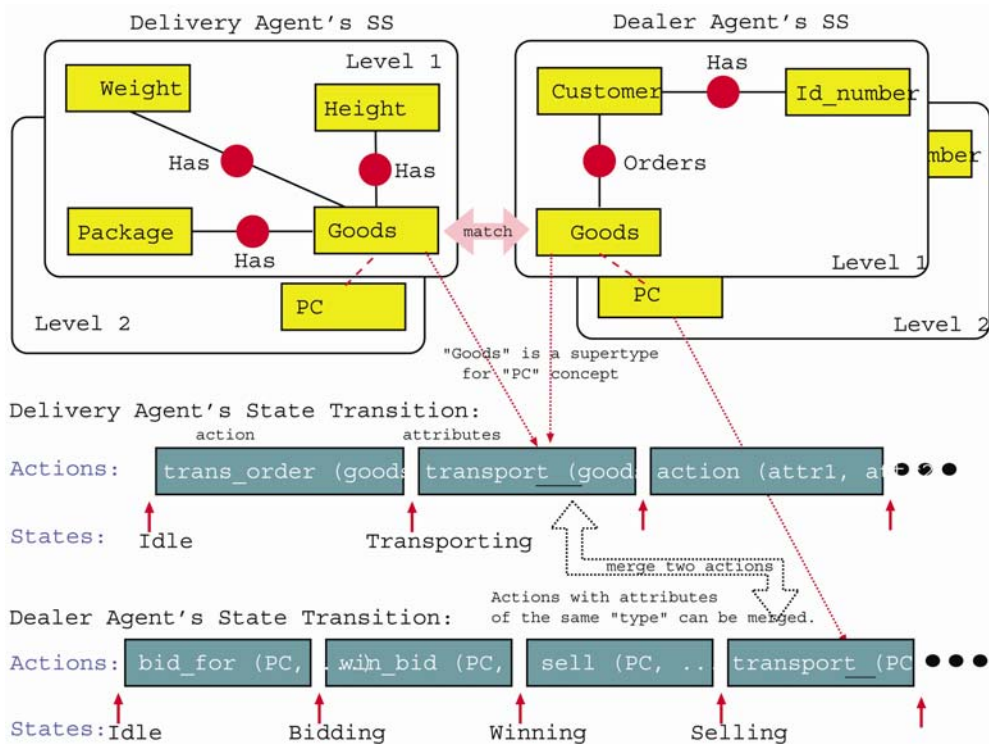 Delivery Agent's SS
Dealer Agent's SS
Level 1
Weight
Height
Has
Has
Package
Has
Goods
PC
Level 2
match
Has
Customer
Id_number
Orders
mber
Goods
Level 1
PC
Level 2
"Goods" is a supertype
for "PC" concept
Delivery Agent's State Transition:
action
attributes
Actions:
trans_order (goods
transport_(goods
action (attr1,
States:
Idle
Transporting
merge two actions
Actions with attributes
of the same "type" can be merged.
Dealer Agent's State Transition:
Actions:
bid_for (PC, ...)
win_bid (PC,
sell (PC, ...
transport_(PC
States:
Idle
Bidding
Winning
Selling